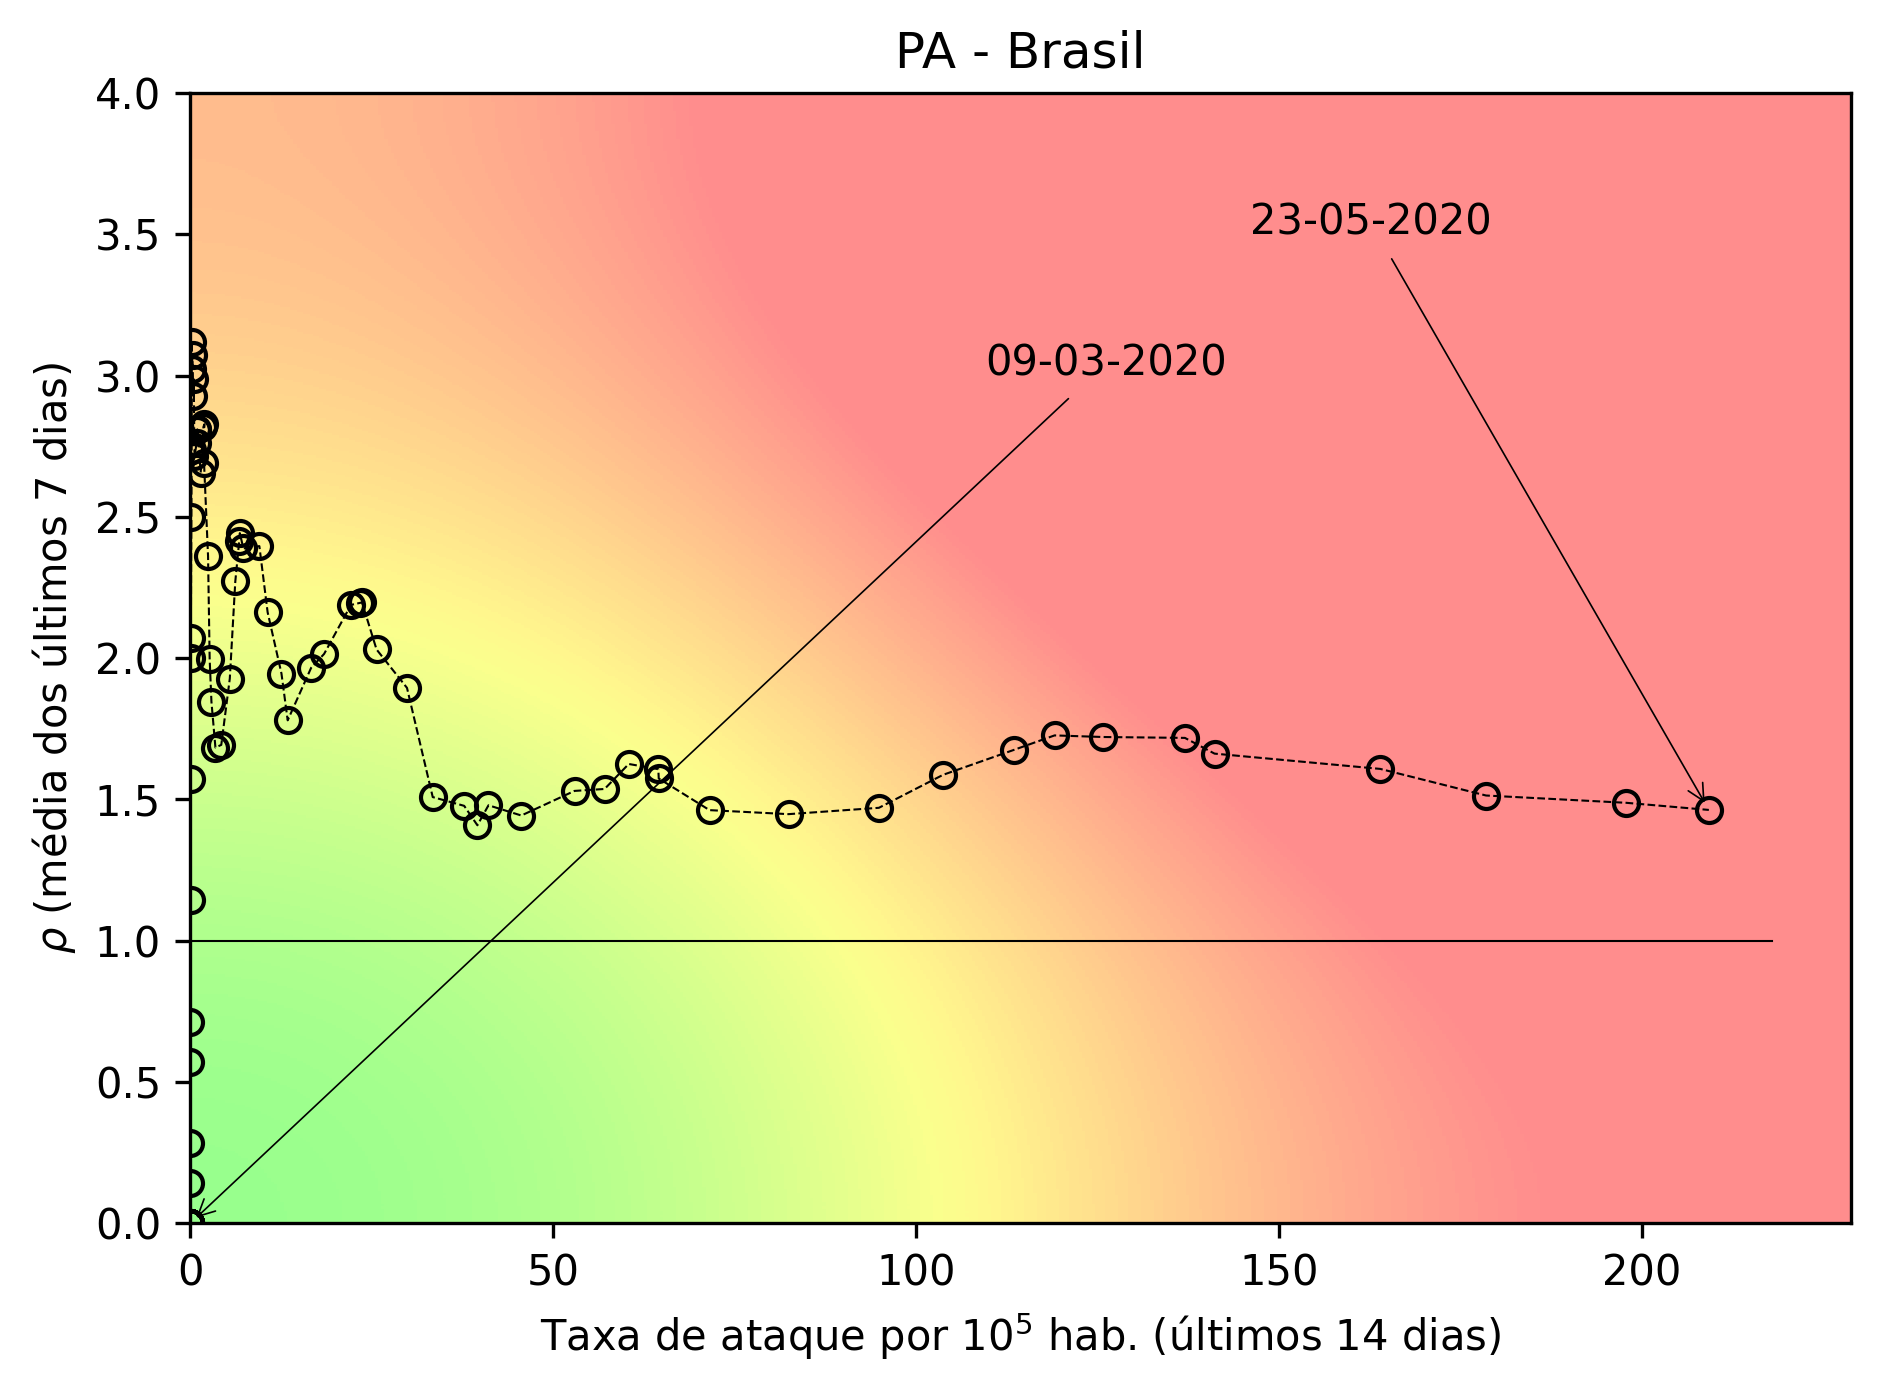 PA - Brasil
4.0
3.5
3.0
2.5
2.0
1.5
1.0
0.5
0.0
ρ (média dos últimos 7 dias)
23-05-2020
09-03-2020
0 50 100 150 200
Taxa de ataque por 10⁵ hab. (últimos 14 dias)